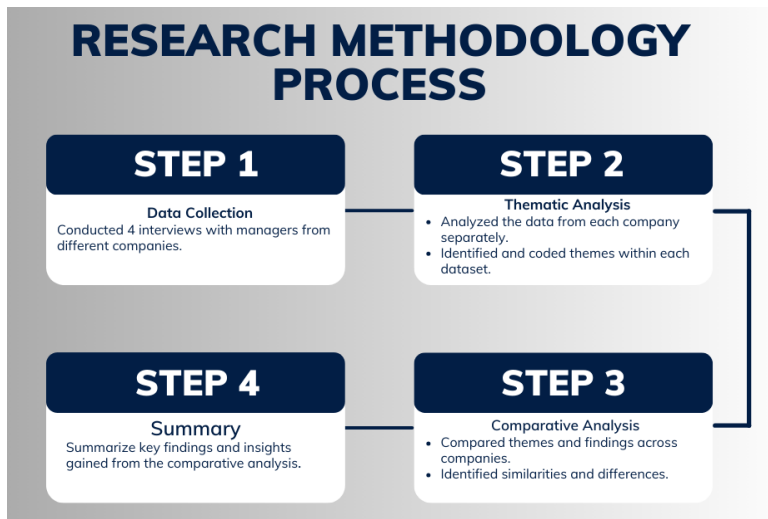 RESEARCH METHODOLOGY
PROCESS
STEP 1
Data Collection
Conducted 4 interviews with managers from
different companies.
STEP 2
Thematic Analysis
• Analyzed the data from each company
separately.
• Identified and coded themes within each
dataset.
STEP 3
Comparative Analysis
• Compared themes and findings across
companies.
• Identified similarities and differences.
STEP 4
Summary
Summarize key findings and insights
gained from the comparative analysis.